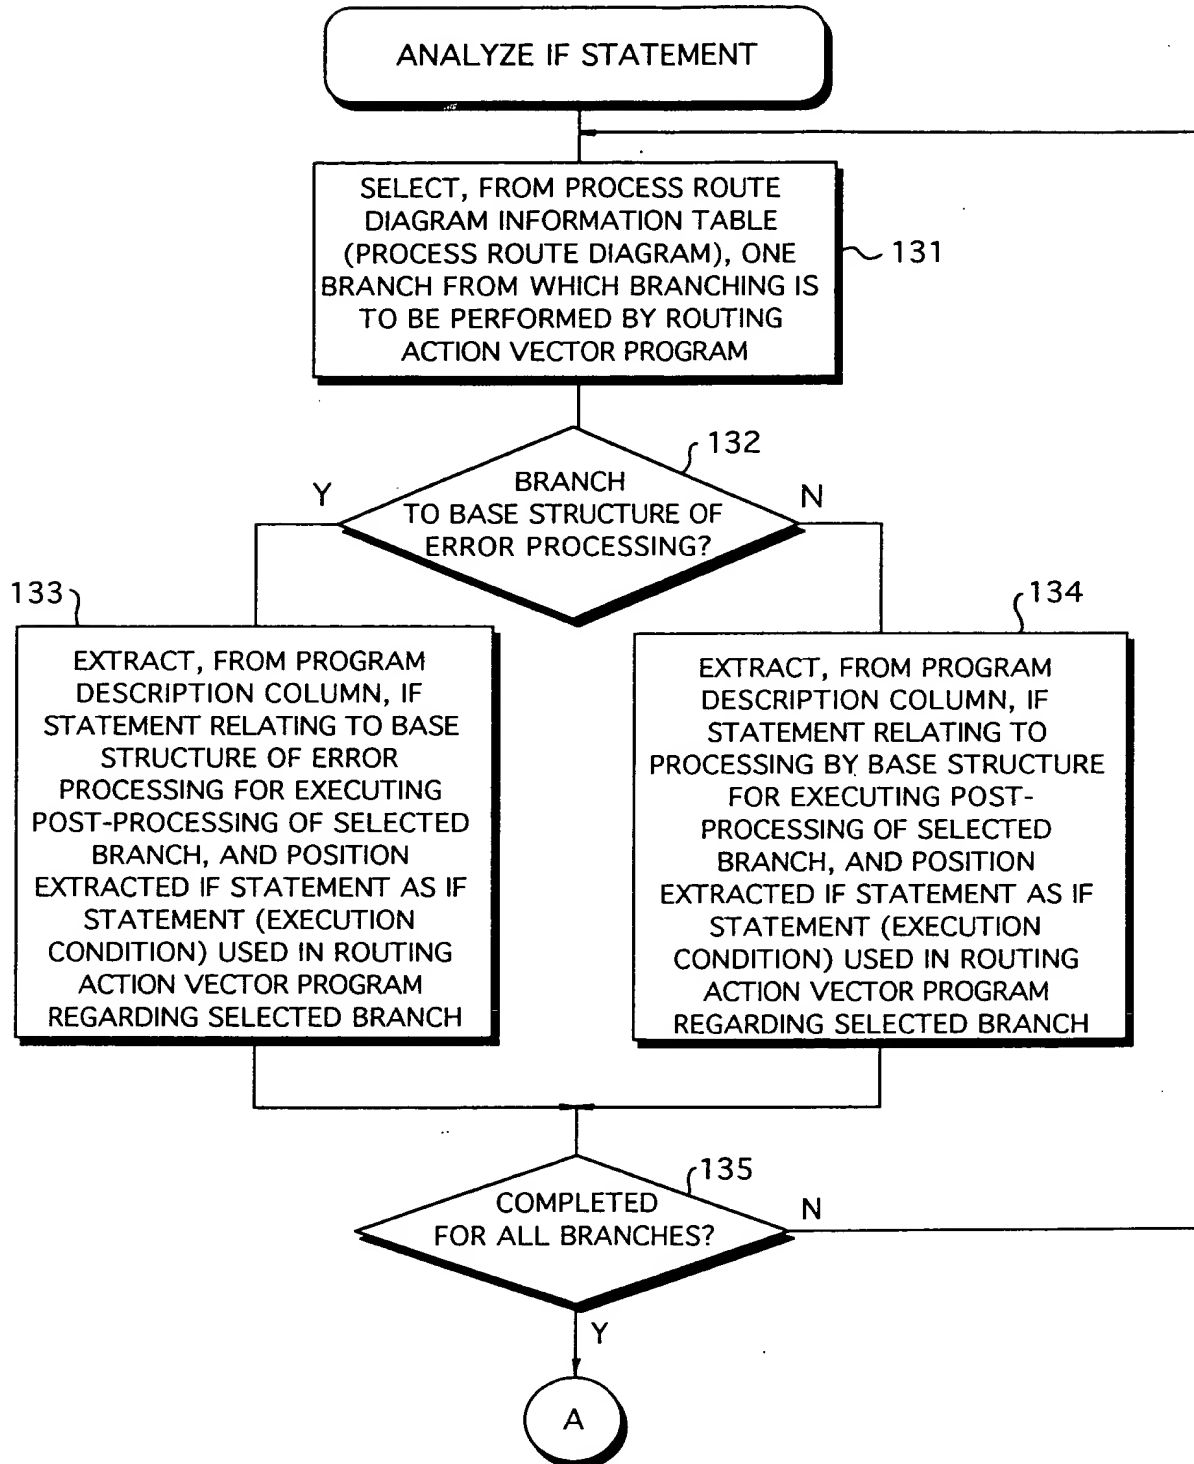 ANALYZE IF STATEMENT
SELECT, FROM PROCESS ROUTE
DIAGRAM INFORMATION TABLE
(PROCESS ROUTE DIAGRAM), ONE
BRANCH FROM WHICH BRANCHING IS
TO BE PERFORMED BY ROUTING
ACTION VECTOR PROGRAM
131
132
BRANCH
TO BASE STRUCTURE OF
ERROR PROCESSING?
Y
N
133
EXTRACT, FROM PROGRAM
DESCRIPTION COLUMN, IF
STATEMENT RELATING TO BASE
STRUCTURE OF ERROR
PROCESSING FOR EXECUTING
POST-PROCESSING OF SELECTED
BRANCH, AND POSITION
EXTRACTED IF STATEMENT AS IF
STATEMENT (EXECUTION
CONDITION) USED IN ROUTING
ACTION VECTOR PROGRAM
REGARDING SELECTED BRANCH
134
EXTRACT, FROM PROGRAM
DESCRIPTION COLUMN, IF
STATEMENT RELATING TO
PROCESSING BY BASE STRUCTURE
FOR EXECUTING POST-
PROCESSING OF SELECTED
BRANCH, AND POSITION
EXTRACTED IF STATEMENT AS IF
STATEMENT (EXECUTION
CONDITION) USED IN ROUTING
ACTION VECTOR PROGRAM
REGARDING SELECTED BRANCH
135
COMPLETED
FOR ALL BRANCHES?
N
Y
A